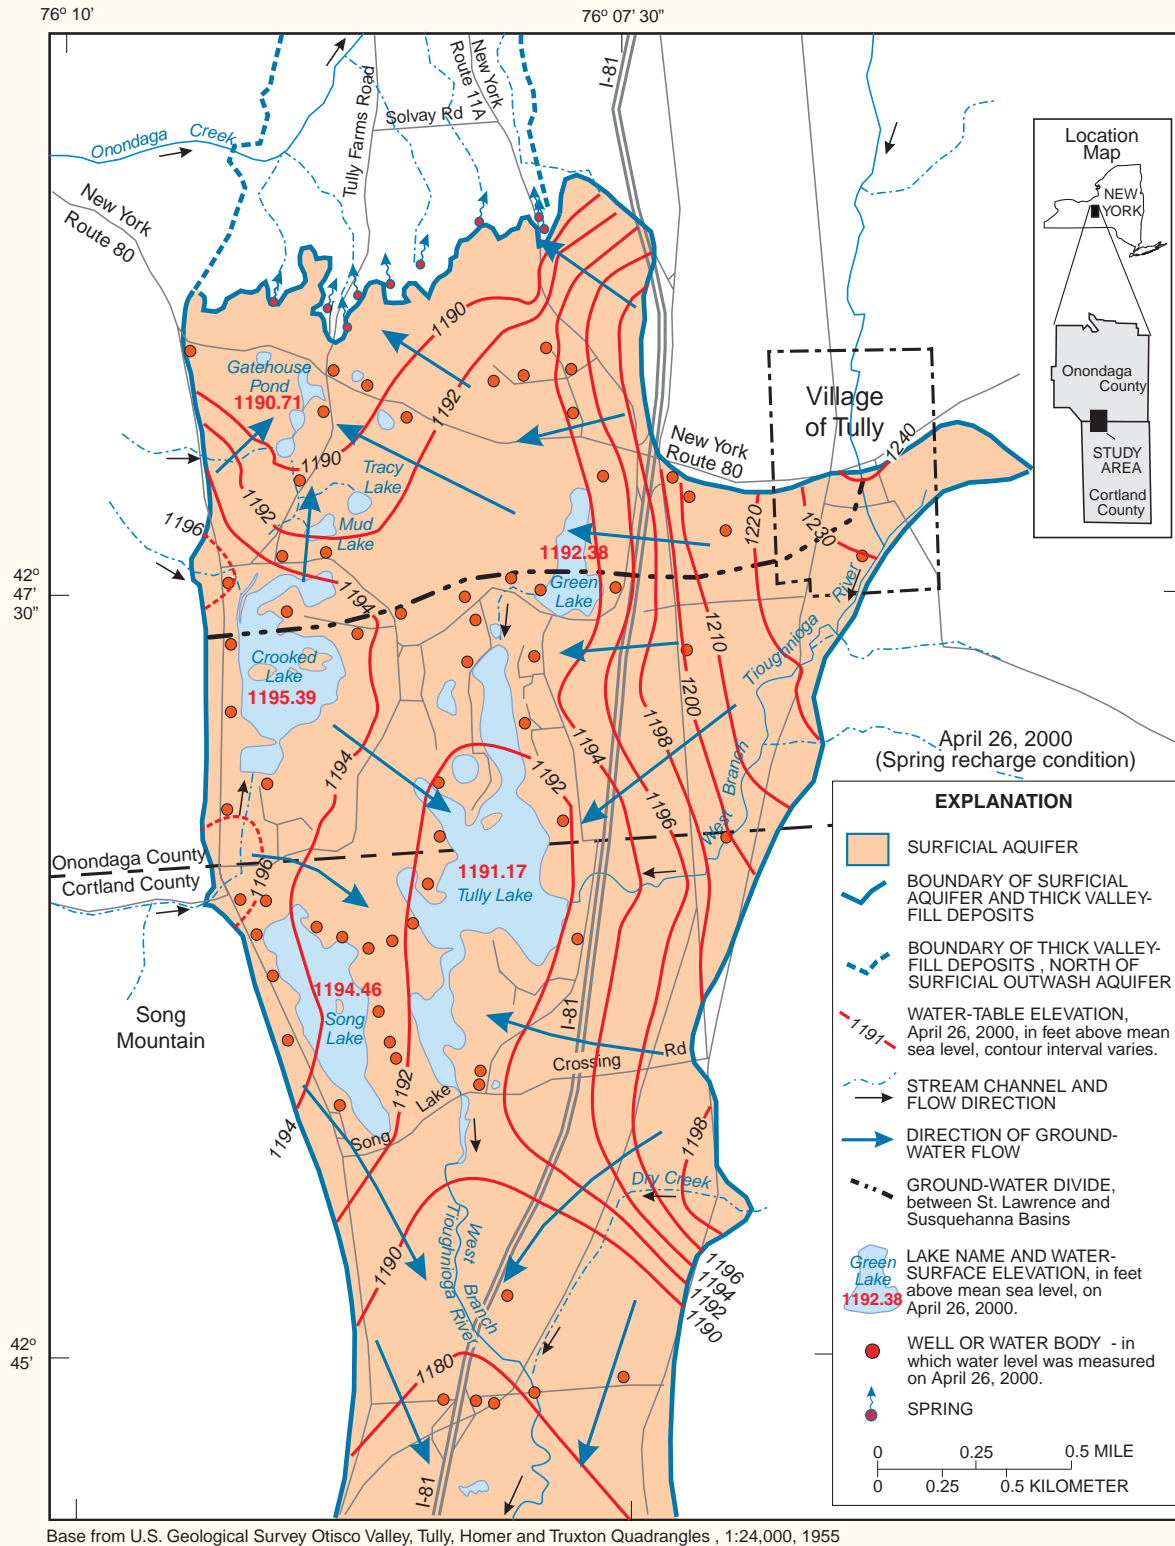 76º 10’
76º 07’ 30”
I-81
New York
Route 11A
Tully Farms Road
Solvay Rd
Onondaga Creek
New York
Route 80
Location
Map
NEW
YORK
Onondaga
County
STUDY
AREA
Cortland
County
1190
Gatehouse
Pond
1190.71
1192
Village
of Tully
New York
Route 80
1240
1190
Tracy
Lake
1192
1196
Mud
Lake
1220
1230
1192.38
Green
Lake
42º
47’
30”
1194
River
Tioughnioga
Branch
West
1210
Crooked
Lake
1195.39
1200
1198
1194
1194
1192
1196
April 26, 2000
(Spring recharge condition)
Onondaga County
Cortland County
1196
1191.17
Tully Lake
1194.46
Song
Lake
Song
Mountain
I-81
Crossing
Rd
1192
Lake
Song
1194
1198
Dry Creek
1190
West
Branch
Tioughnioga
River
1196
1194
1192
1190
42º
45’
1180
I-81
EXPLANATION
SURFICIAL AQUIFER
BOUNDARY OF SURFICIAL
AQUIFER AND THICK VALLEY-
FILL DEPOSITS
BOUNDARY OF THICK VALLEY-
FILL DEPOSITS , NORTH OF
SURFICIAL OUTWASH AQUIFER
1191
WATER-TABLE ELEVATION,
April 26, 2000, in feet above mean
sea level, contour interval varies.
STREAM CHANNEL AND
FLOW DIRECTION
DIRECTION OF GROUND-
WATER FLOW
GROUND-WATER DIVIDE,
between St. Lawrence and
Susquehanna Basins
Green
Lake
1192.38
LAKE NAME AND WATER-
SURFACE ELEVATION, in feet
above mean sea level, on
April 26, 2000.
WELL OR WATER BODY - in
which water level was measured
on April 26, 2000.
SPRING
0 0.25 0.5 MILE
0 0.25 0.5 KILOMETER
Base from U.S. Geological Survey Otisco Valley, Tully, Homer and Truxton Quadrangles , 1:24,000, 1955